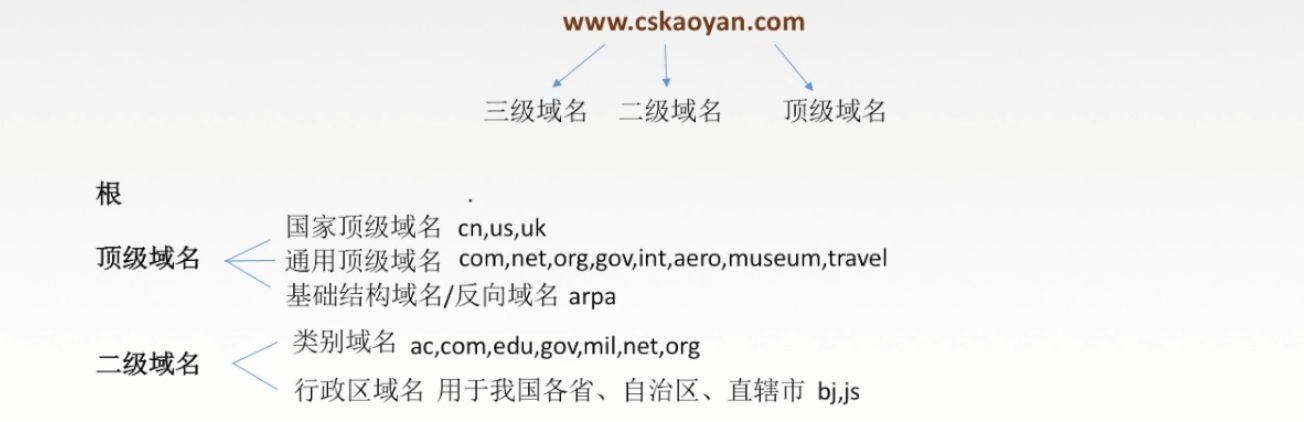 www.cskaoyan.com
三级域名 二级域名 顶级域名
根 .
国家顶级域名 cn,us,uk
顶级域名 通用顶级域名 com,net,org,gov,int,aero,museum,travel
基础结构域名/反向域名 arpa
类别域名 ac,com,edu,gov,mil,net,org
二级域名
行政区域名 用于我国各省、自治区、直辖市 bj,js